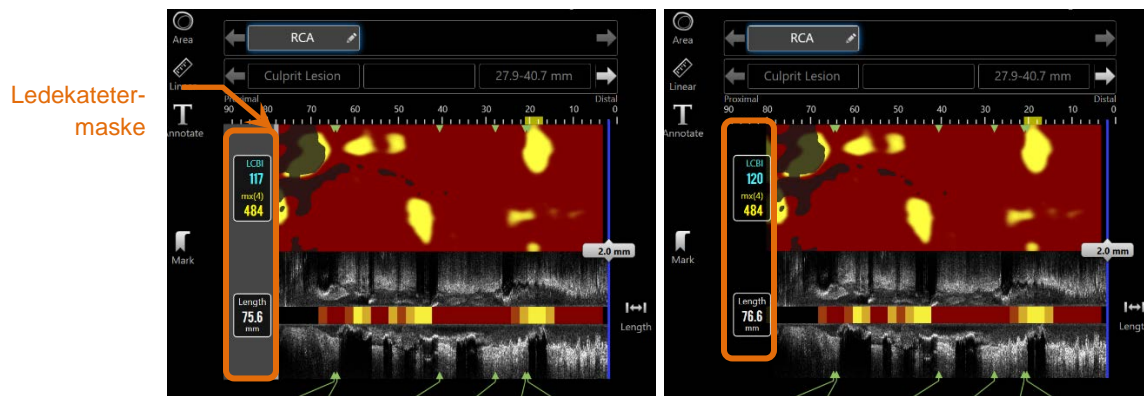 Ledekateter-
maske
Area
RCA
Linear
Culprit Lesion
27.9-40.7 mm
Annotate
Proximal
Distal
90 80 70 60 50 40 30 20 10 0
LCBI
117
mx(4)
484
Mark
2.0 mm
Length
75.6
mm
Length
Area
RCA
Linear
Culprit Lesion
27.9-40.7 mm
Annotate
Proximal
Distal
90 80 70 60 50 40 30 20 10 0
LCBI
120
mx(4)
484
Mark
2.0 mm
Length
76.6
mm
Lengt